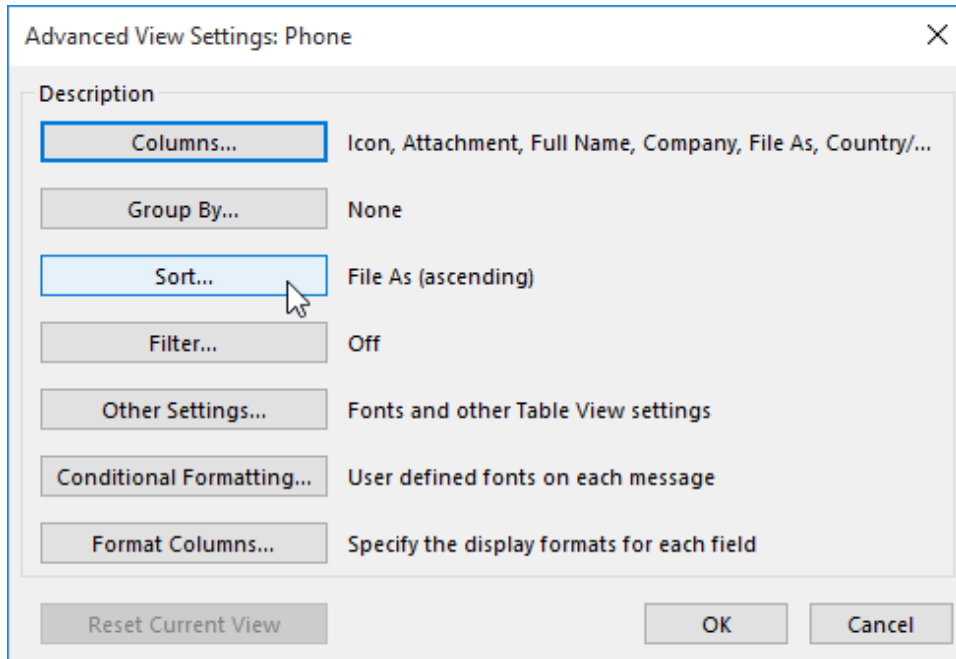 Advanced View Settings: Phone
Description
Columns... Icon, Attachment, Full Name, Company, File As, Country/...
Group By... None
Sort... File As (ascending)
Filter... Off
Other Settings... Fonts and other Table View settings
Conditional Formatting... User defined fonts on each message
Format Columns... Specify the display formats for each field
Reset Current View OK Cancel